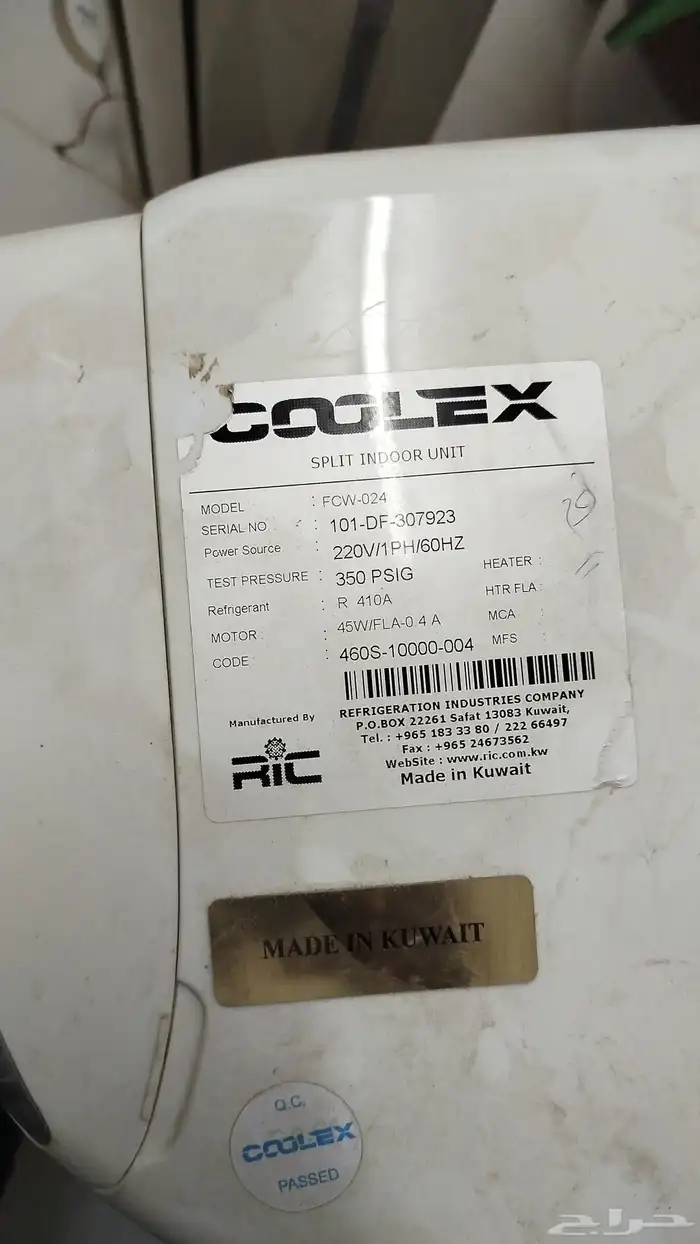 COOLEX
SPLIT INDOOR UNIT
MODEL : FCW-024
SERIAL NO : 101-DF-307923
Power Source : 220V/1PH/60HZ
TEST PRESSURE : 350 PSIG HEATER :
Refrigerant : R 410A HTR FLA :
MOTOR : 45W/FLA-0.4 A MCA :
CODE : 460S-10000-004 MFS :
Manufactured By
RIC
REFRIGERATION INDUSTRIES COMPANY
P.O.BOX 22261 Safat 13083 Kuwait,
Tel. : +965 183 33 80 / 222 66497
Fax : +965 24673562
WebSite : www.ric.com.kw
Made in Kuwait
MADE IN KUWAIT
Q.C.
COOLEX
PASSED
حراج